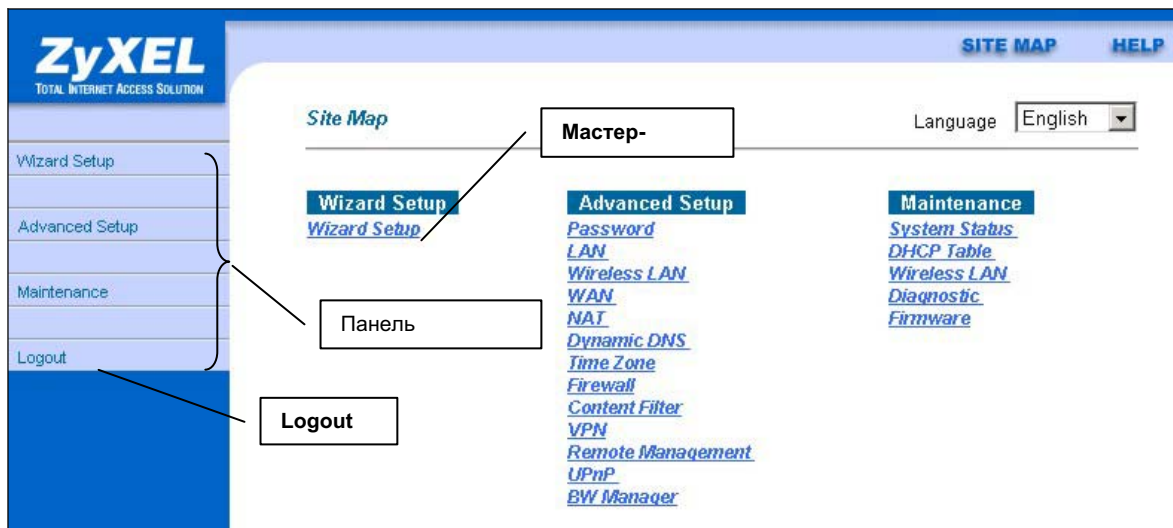 ZyXEL
TOTAL INTERNET ACCESS SOLUTION
SITE MAP HELP
Site Map
Language English
Мастер-
Wizard Setup
Advanced Setup
Maintenance
Logout
Wizard Setup
Wizard Setup
Advanced Setup
Password
LAN
Wireless LAN
WAN
NAT
Dynamic DNS
Time Zone
Firewall
Content Filter
VPN
Remote Management
UPnP
BW Manager
Maintenance
System Status
DHCP Table
Wireless LAN
Diagnostic
Firmware
Панель
Logout